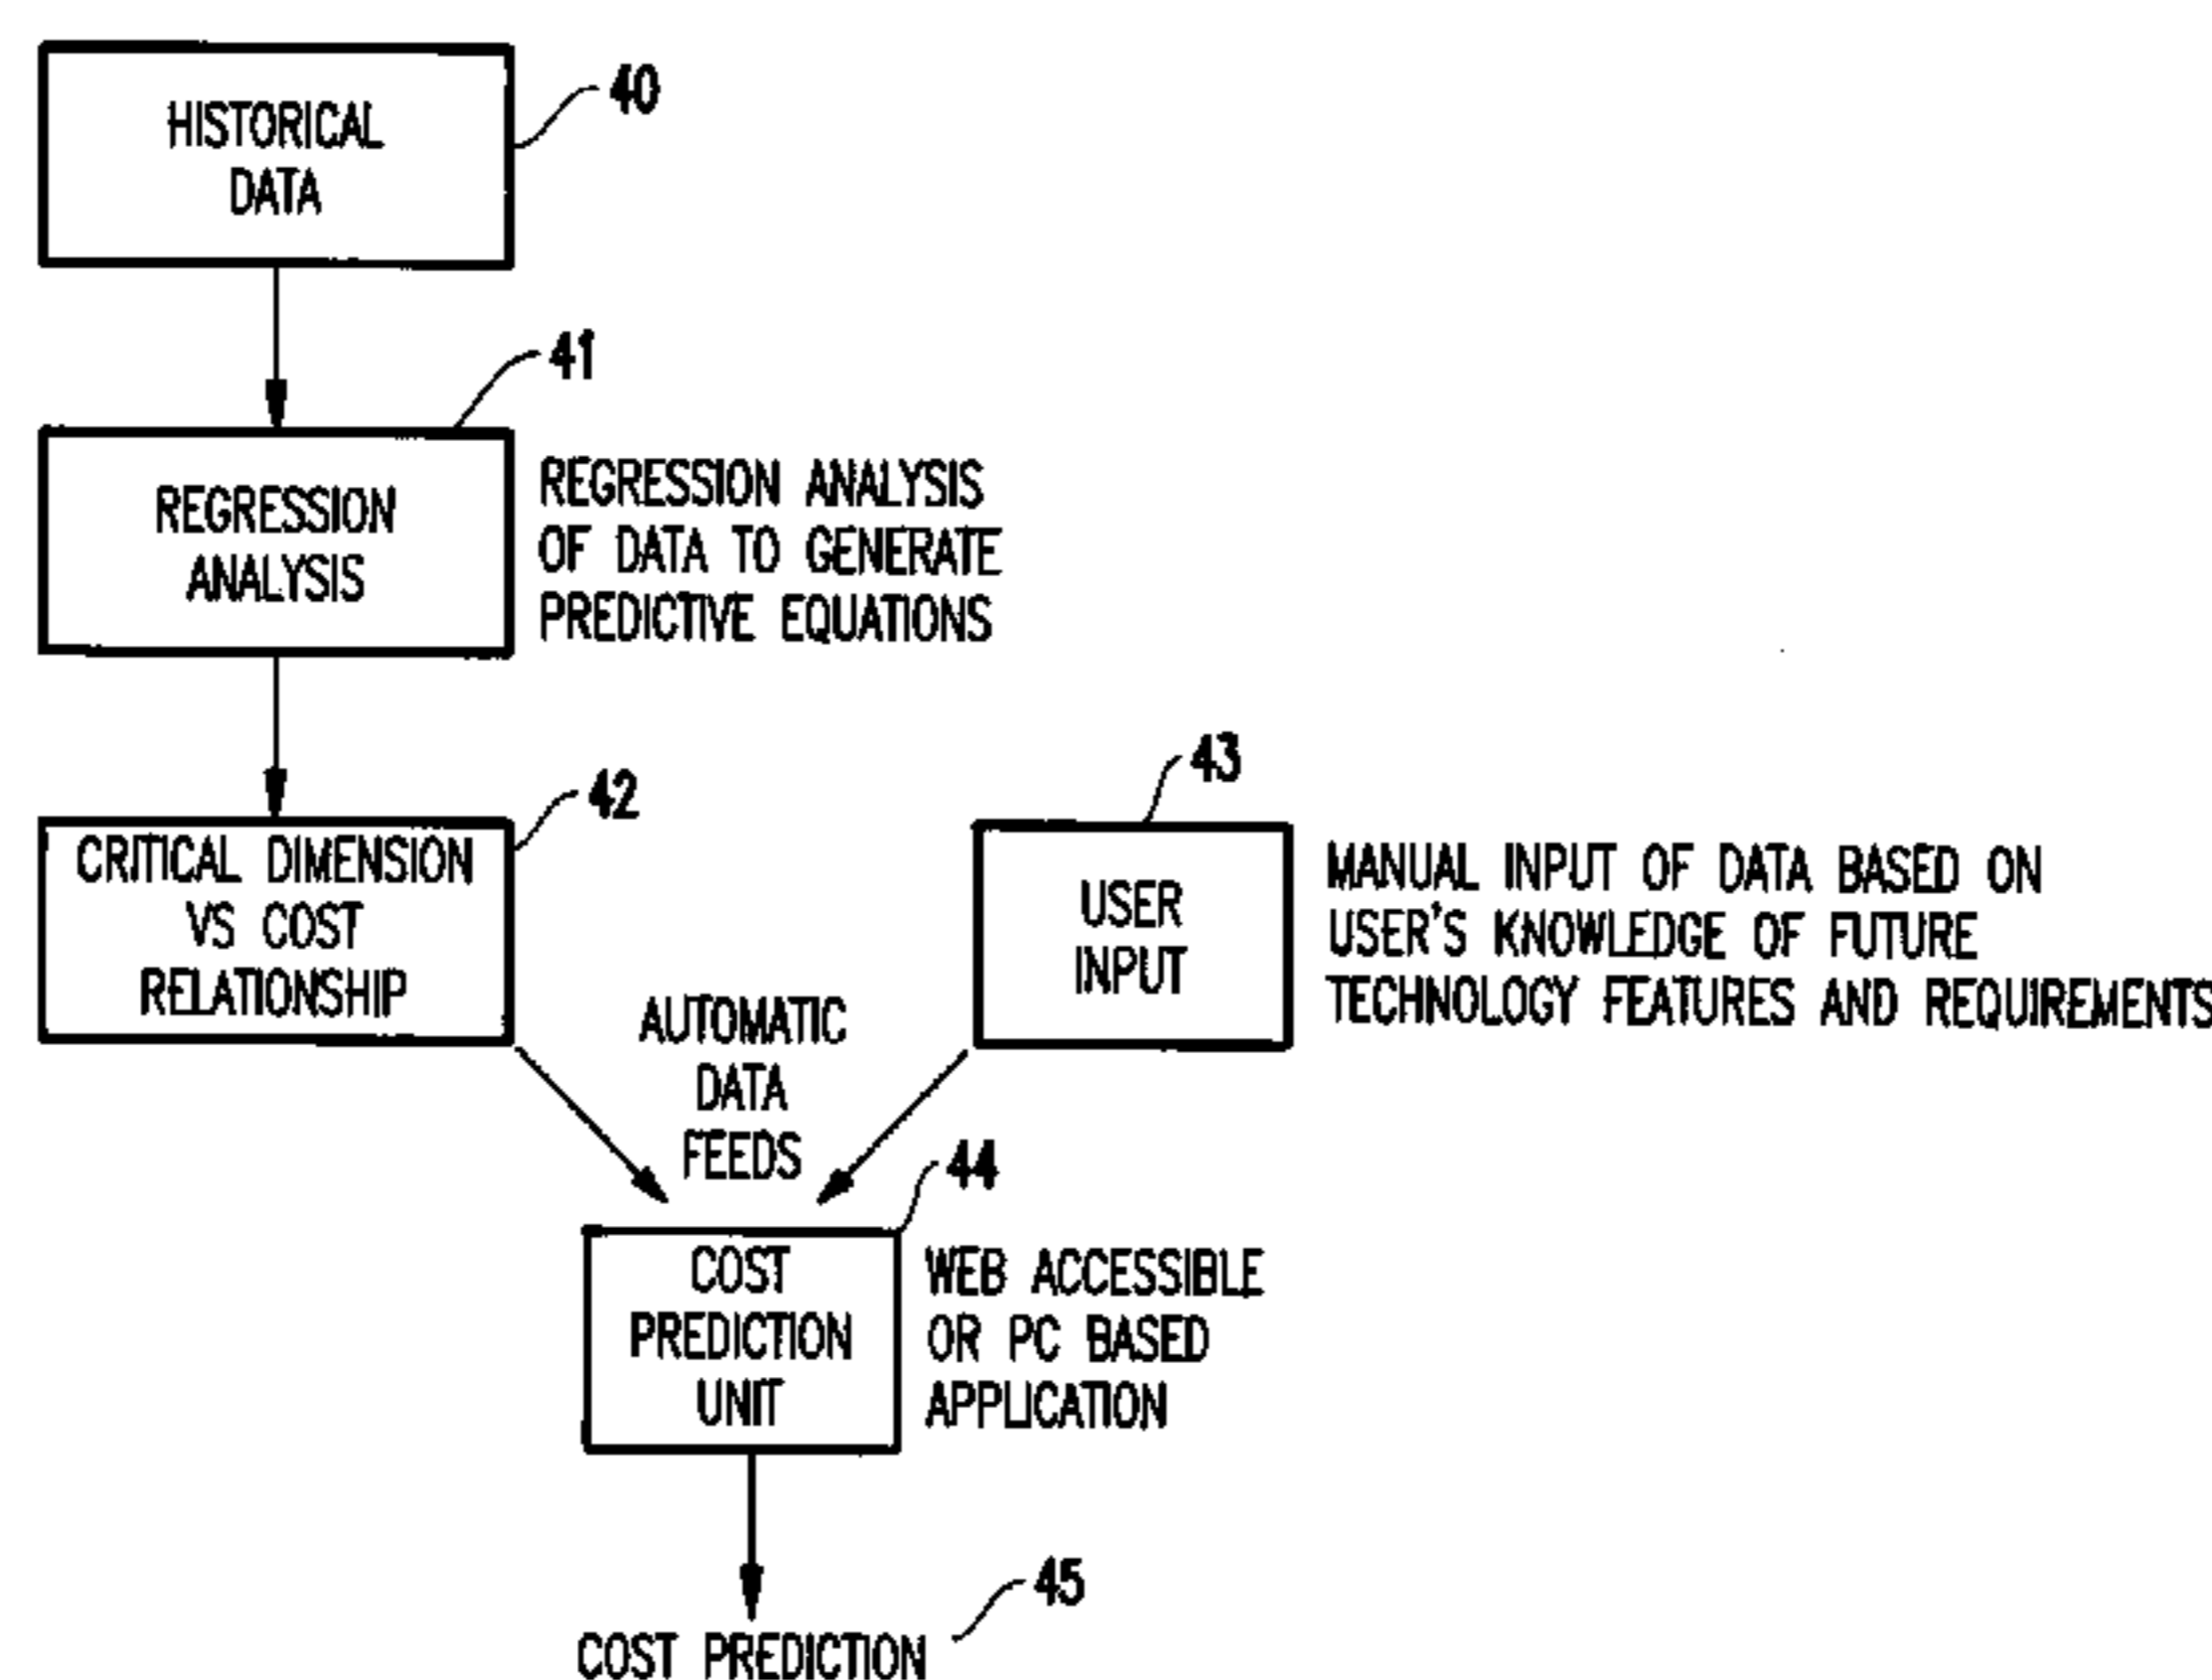 40
HISTORICAL
DATA
41
REGRESSION
ANALYSIS
REGRESSION ANALYSIS
OF DATA TO GENERATE
PREDICTIVE EQUATIONS
42
CRITICAL DIMENSION
VS COST
RELATIONSHIP
43
USER
INPUT
MANUAL INPUT OF DATA BASED ON
USER'S KNOWLEDGE OF FUTURE
TECHNOLOGY FEATURES AND REQUIREMENTS
AUTOMATIC
DATA
FEEDS
44
COST
PREDICTION
UNIT
WEB ACCESSIBLE
OR PC BASED
APPLICATION
45
COST PREDICTION